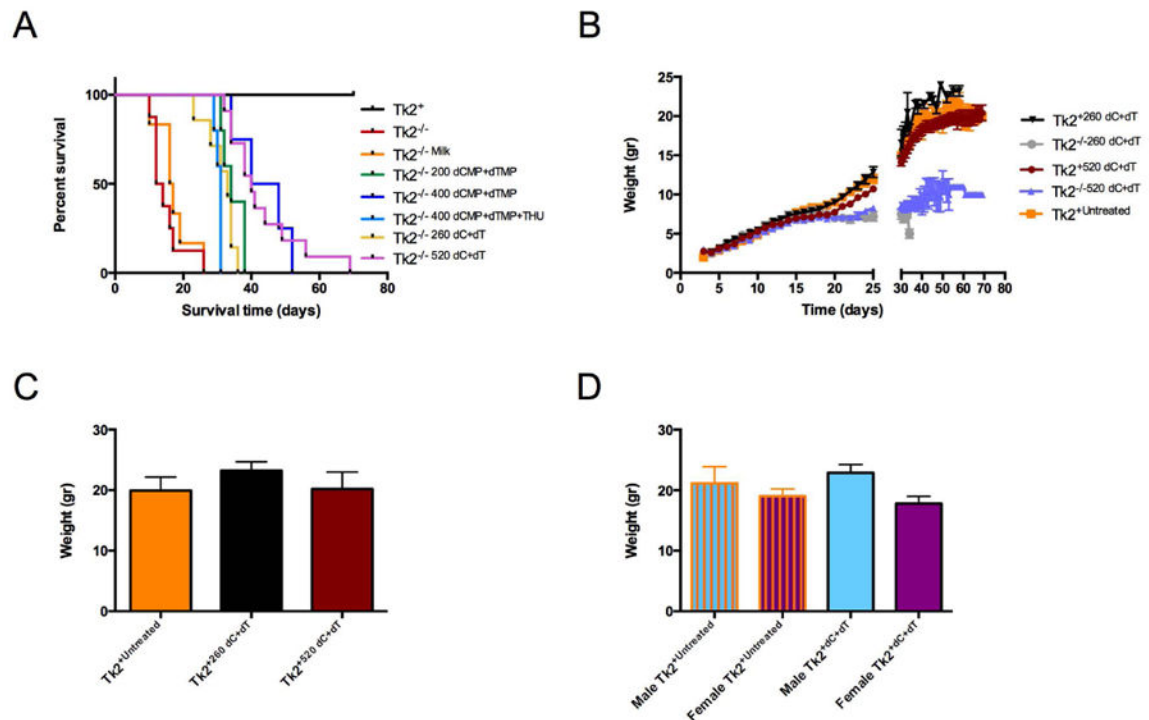 A
Percent survival
100
50
0
0 20 40 60 80
Survival time (days)
Tk2+
Tk2-/-
Tk2-/- Milk
Tk2-/- 200 dCMP+dTMP
Tk2-/- 400 dCMP+dTMP
Tk2-/- 400 dCMP+dTMP+THU
Tk2-/- 260 dC+dT
Tk2-/- 520 dC+dT
B
Weight (gr)
25
20
15
10
5
0
0 5 10 15 20 25 30 40 50 60 70 80
Time (days)
Tk2+260 dC+dT
Tk2-/-260 dC+dT
Tk2+520 dC+dT
Tk2-/-520 dC+dT
Tk2+Untreated
C
Weight (gr)
30
20
10
0
Tk2+Untreated
Tk2+260 dC+dT
Tk2+520 dC+dT
D
Weight (gr)
30
20
10
0
Male Tk2+Untreated
Female Tk2+Untreated
Male Tk2+dC+dT
Female Tk2+dC+dT